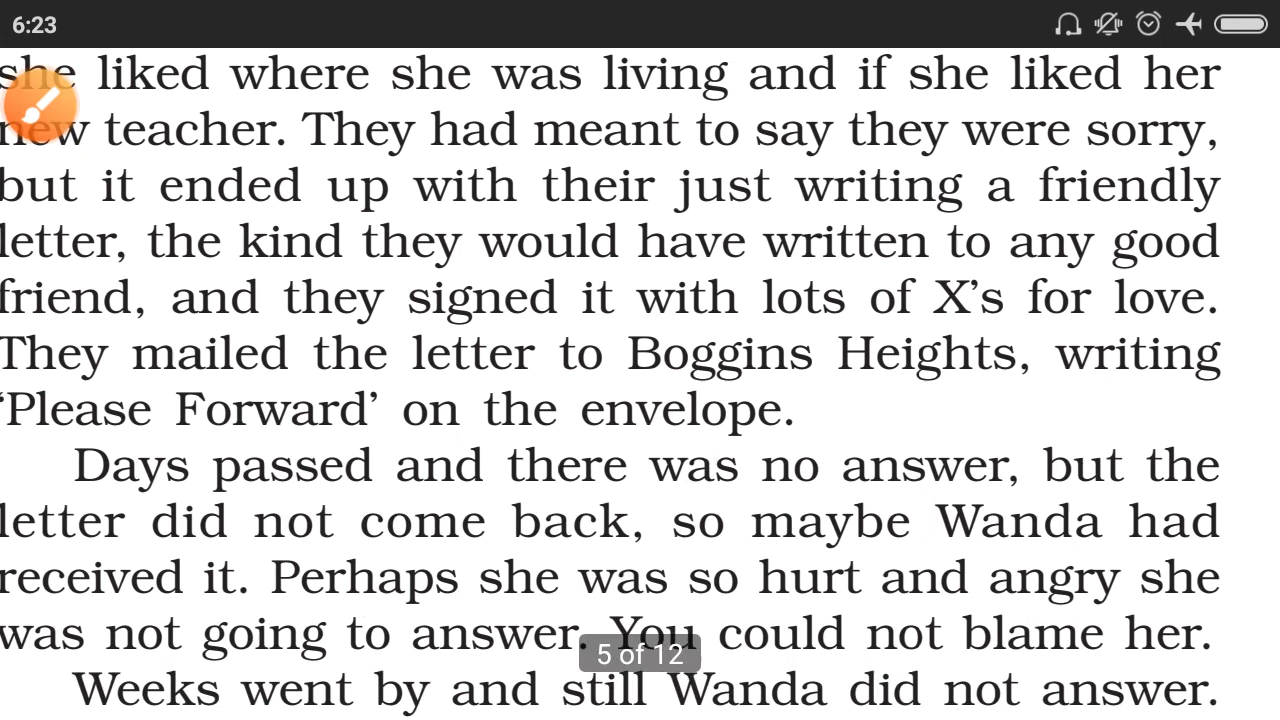 6:23
she liked where she was living and if she liked her
new teacher. They had meant to say they were sorry,
but it ended up with their just writing a friendly
letter, the kind they would have written to any good
friend, and they signed it with lots of X’s for love.
They mailed the letter to Boggins Heights, writing
‘Please Forward’ on the envelope.
Days passed and there was no answer, but the
letter did not come back, so maybe Wanda had
received it. Perhaps she was so hurt and angry she
was not going to answer. You could not blame her.
5 of 12
Weeks went by and still Wanda did not answer.